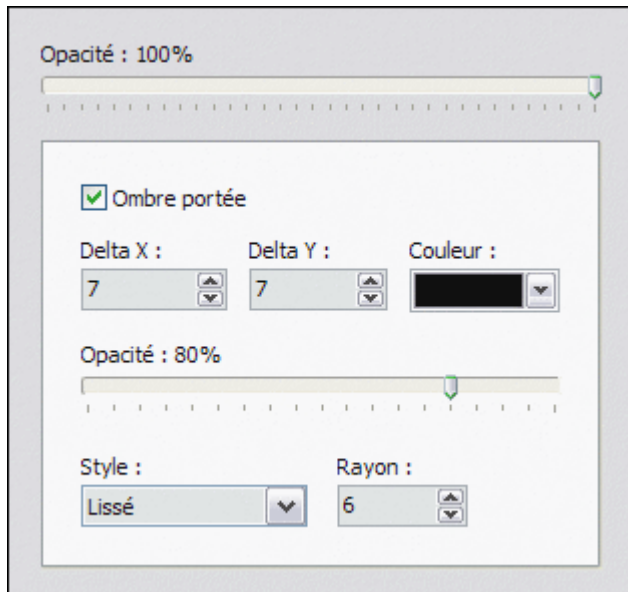 Opacité : 100%
Ombre portée
Delta X : Delta Y : Couleur :
7 7
Opacité : 80%
Style : Rayon :
Lissé 6